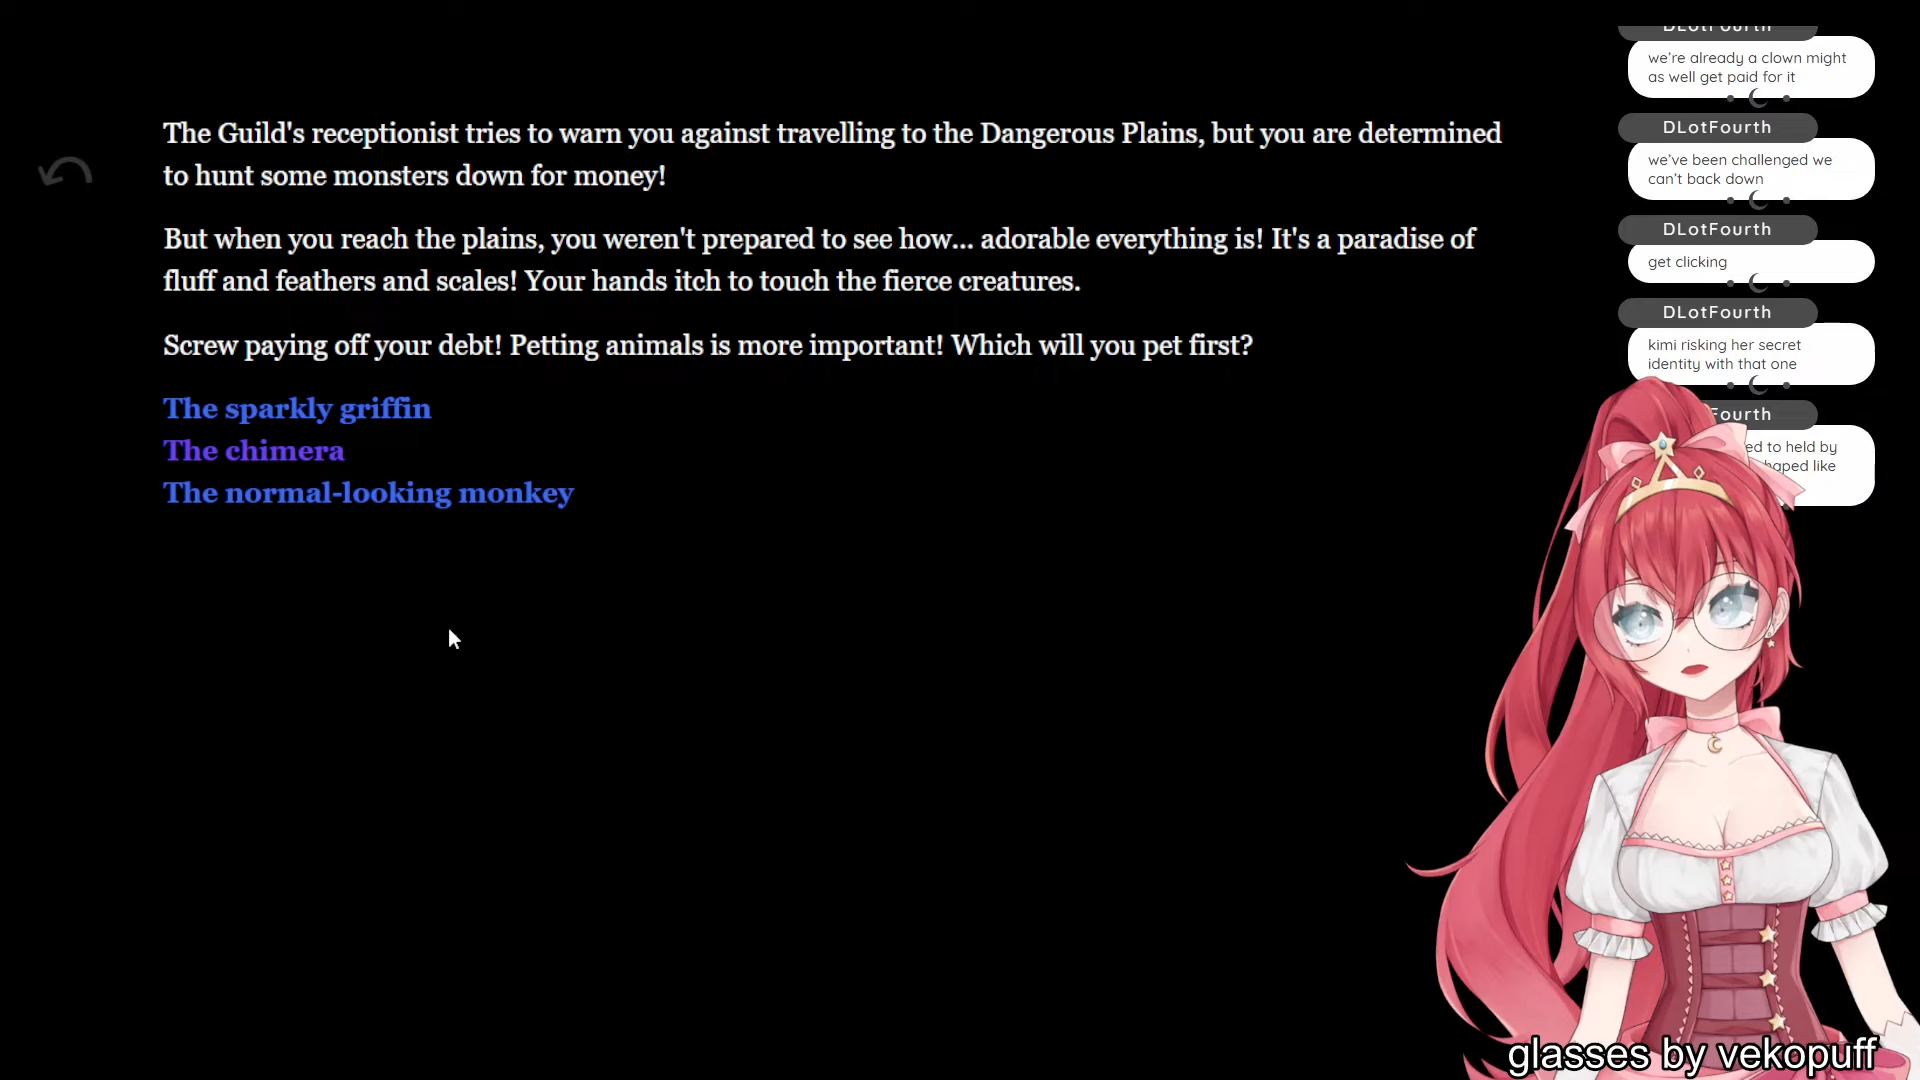 The Guild's receptionist tries to warn you against travelling to the Dangerous Plains, but you are determined
to hunt some monsters down for money!
But when you reach the plains, you weren't prepared to see how... adorable everything is! It's a paradise of
fluff and feathers and scales! Your hands itch to touch the fierce creatures.
Screw paying off your debt! Petting animals is more important! Which will you pet first?
The sparkly griffin
The chimera
The normal-looking monkey
DLotFourth
we're already a clown might
as well get paid for it
DLotFourth
we've been challenged we
can't back down
DLotFourth
get clicking
DLotFourth
kimi risking her secret
identity with that one
Fourth
to held by
like
glasses by vekopuff